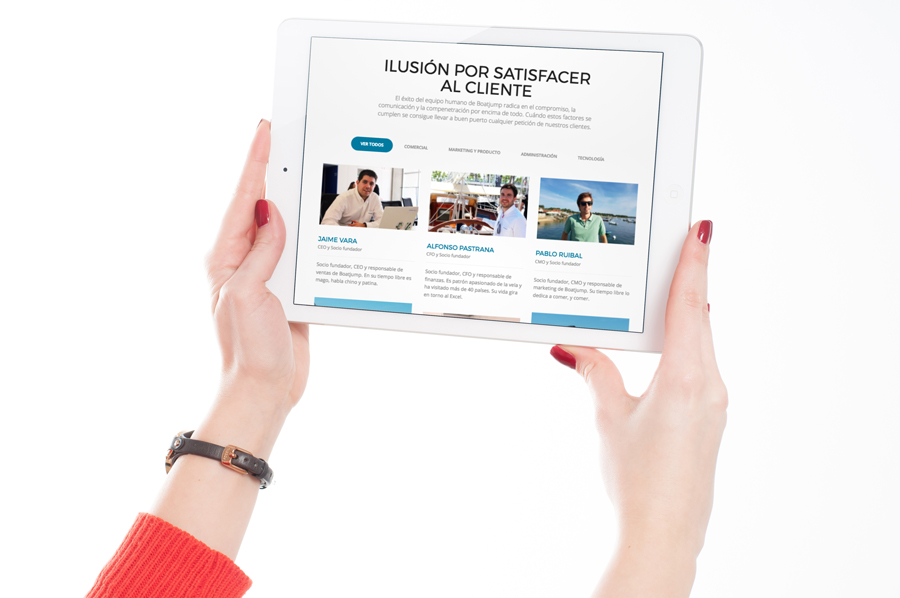 ILUSIÓN POR SATISFACER
AL CLIENTE
El éxito del equipo humano de Boatjump radica en el compromiso, la
comunicación y la compenetración por encima de todo. Cuándo estos factores se
cumplen se consigue llevar a buen puerto cualquier petición de nuestros clientes.
VER TODOS
COMERCIAL
MARKETING Y PRODUCTO
ADMINISTRACIÓN
TECNOLOGÍA
JAIME VARA
CEO y Socio fundador
Socio fundador, CEO y responsable de
ventas de Boatjump. En su tiempo libre es
mago, habla chino y patina.
ALFONSO PASTRANA
CFO y Socio fundador
Socio fundador, CFO y responsable de
finanzas. Es patrón apasionado de la vela y
ha visitado más de 40 países. Su vida gira
en torno al Excel.
PABLO RUIBAL
CMO y Socio fundador
Socio fundador, CMO y responsable de
marketing de Boatjump. Su tiempo libre lo
dedica a comer, y comer.